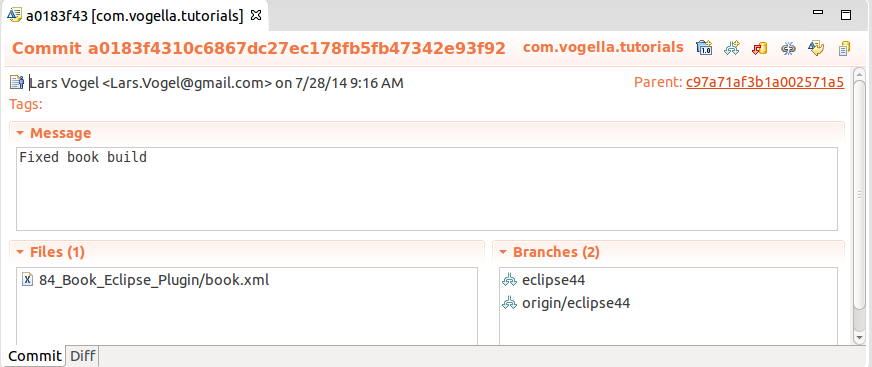 a0183f43 [com.vogella.tutorials]
Commit a0183f4310c6867dc27ec178fb5fb47342e93f92 com.vogella.tutorials
Lars Vogel <Lars.Vogel@gmail.com> on 7/28/14 9:16 AM Parent: c97a71af3b1a002571a5
Tags:
Message
Fixed book build
Files (1) Branches (2)
84_Book_Eclipse_Plugin/book.xml eclipse44
origin/eclipse44
Commit Diff